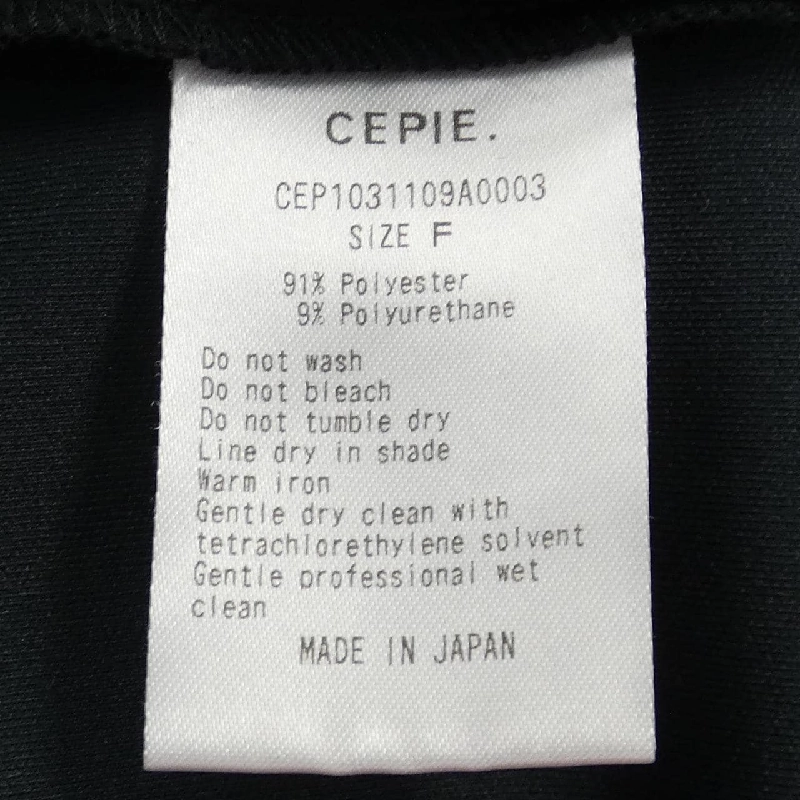 CEPIE.
CEP1031109A0003
SIZE F
91% Polyester
9% Polyurethane
Do not wash
Do not bleach
Do not tumble dry
Line dry in shade
Warm iron
Gentle dry clean with
tetrachlorethylene solvent
Gentle professional wet
clean
MADE IN JAPAN